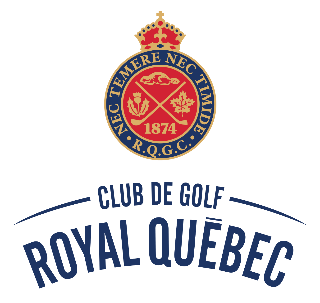 NEC TEMERE NEC TIMIDE
1874
• R.Q.G.C. •
CLUB DE GOLF
ROYAL QUÉBEC